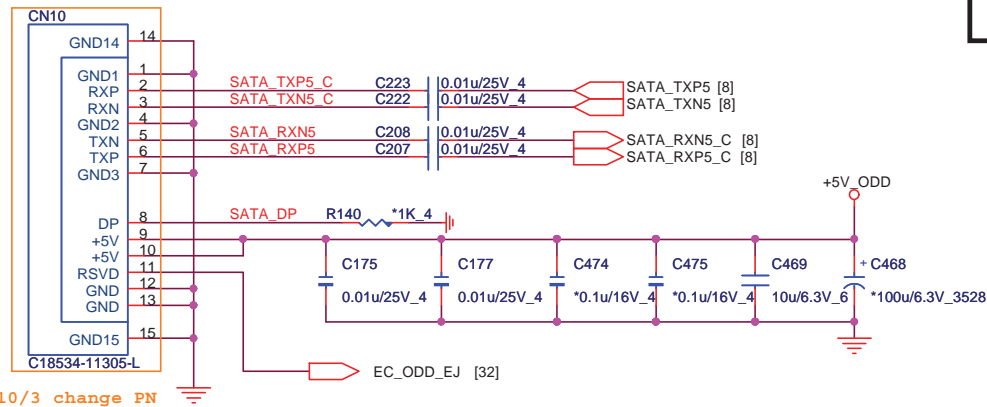 CN10
GND14 14
GND1 1
RXP 2 SATA_TXP5_C C223 0.01u/25V_4 SATA_TXP5 [8]
RXN 3 SATA_TXN5_C C222 0.01u/25V_4 SATA_TXN5 [8]
GND2 4
TXN 5 SATA_RXN5 C208 0.01u/25V_4 SATA_RXN5_C [8]
TXP 6 SATA_RXP5 C207 0.01u/25V_4 SATA_RXP5_C [8]
GND3 7
+5V_ODD
DP 8 SATA_DP R140 *1K_4
+5V 9
+5V 10
RSVD 11
GND 12
GND 13
C175 C177 C474 C475 C469 + C468
0.01u/25V_4 0.01u/25V_4 *0.1u/16V_4 *0.1u/16V_4 10u/6.3V_6 *100u/6.3V_3528
GND15 15
C18534-11305-L
EC_ODD_EJ [32]
10/3 change PN